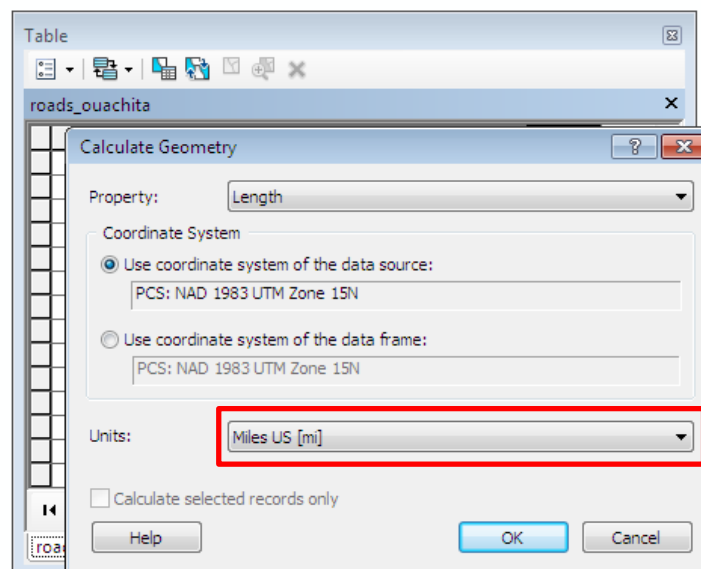 Table
roads_ouachita
Calculate Geometry
Property: Length
Coordinate System
Use coordinate system of the data source:
PCS: NAD 1983 UTM Zone 15N
Use coordinate system of the data frame:
PCS: NAD 1983 UTM Zone 15N
Units: Miles US [mi]
Calculate selected records only
Help OK Cancel